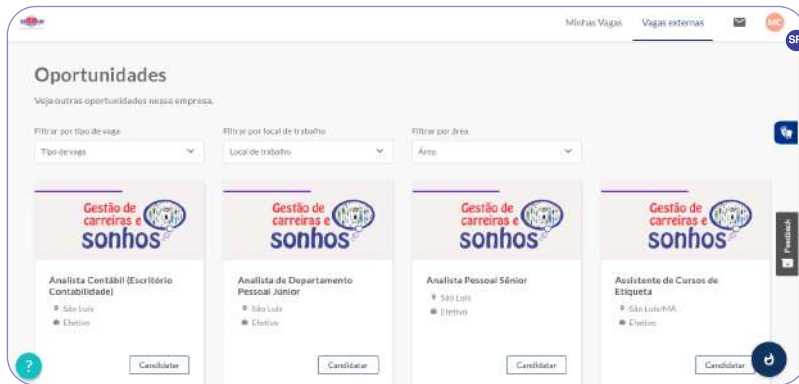 Minhas Vagas
Vagas externas
MC
SF
Oportunidades
Veja outras oportunidades nessa empresa.
Filtrar por tipo de vaga
Filtrar por local de trabalho
Filtrar por área
Tipo de vaga
Local de trabalho
Área
Gestão de
carreiras e
sonhos
Gestão de
carreiras e
sonhos
Gestão de
carreiras e
sonhos
Gestão de
carreiras e
sonhos
Feedback
Analista Contábil (Escritório
Contabilidade)
São Luís
Efetivo
Candidatar
Analista de Departamento
Pessoal Júnior
São Luís
Efetivo
Candidatar
Analista Pessoal Sênior
São Luís
Efetivo
Candidatar
Assistente de Cursos de
Etiqueta
São Luís/MA
Efetivo
Candidatar
?